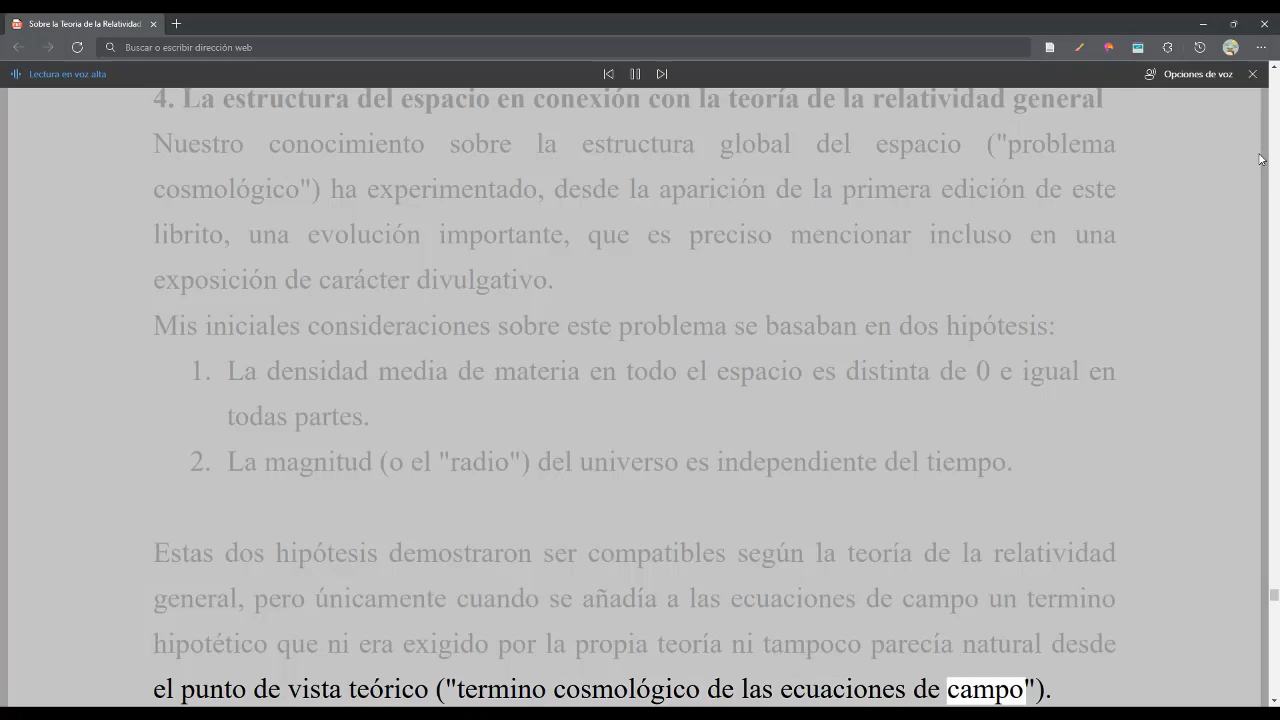 Sobre la Teoria de la Relatividad
Buscar o escribir dirección web
Lectura en voz alta
Opciones de voz
4. La estructura del espacio en conexión con la teoría de la relatividad general
Nuestro conocimiento sobre la estructura global del espacio ("problema
cosmológico") ha experimentado, desde la aparición de la primera edición de este
librito, una evolución importante, que es preciso mencionar incluso en una
exposición de carácter divulgativo.
Mis iniciales consideraciones sobre este problema se basaban en dos hipótesis:
1. La densidad media de materia en todo el espacio es distinta de 0 e igual en
todas partes.
2. La magnitud (o el "radio") del universo es independiente del tiempo.
Estas dos hipótesis demostraron ser compatibles según la teoría de la relatividad
general, pero únicamente cuando se añadía a las ecuaciones de campo un termino
hipotético que ni era exigido por la propia teoría ni tampoco parecía natural desde
el punto de vista teórico ("termino cosmológico de las ecuaciones de campo").